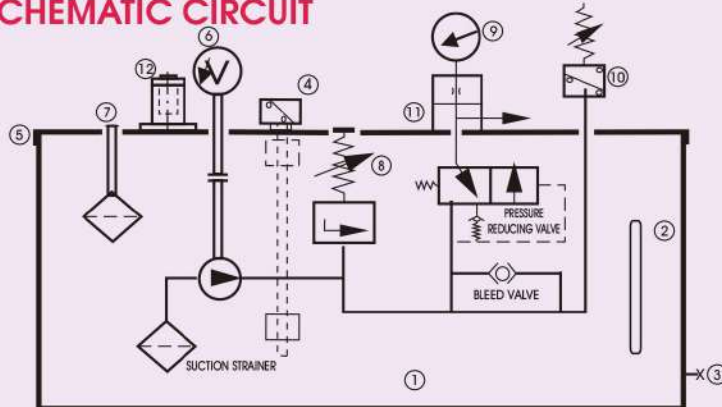 CHEMATIC CIRCUIT
6
9
12
4
10
7
11
5
8
PRESSURE
REDUCING VALVE
2
BLEED VALVE
SUCTION STRAINER
1
X 3